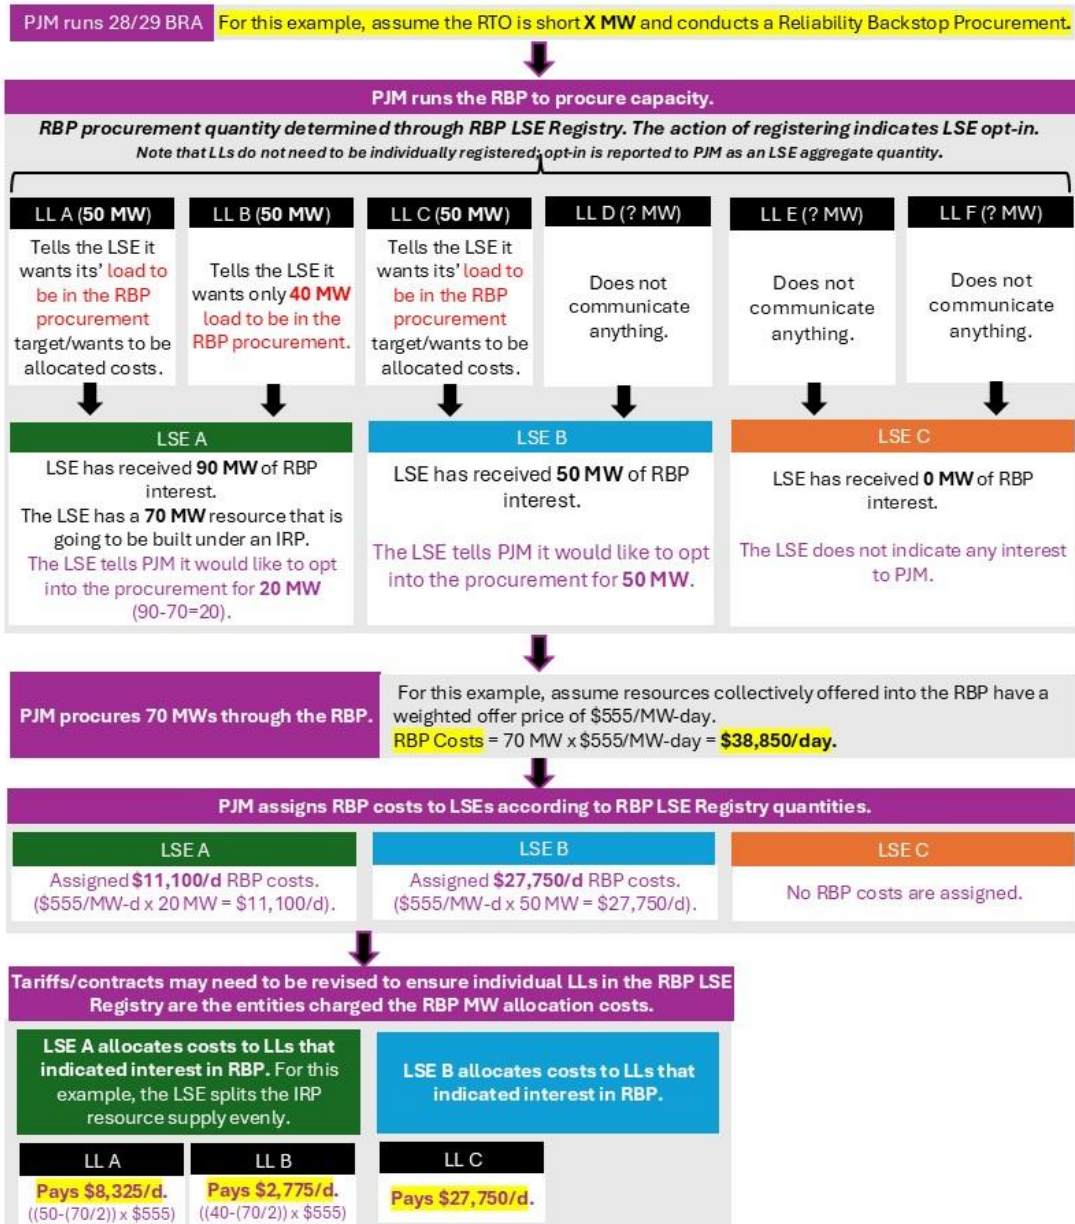 PJM runs 28/29 BRA
For this example, assume the RTO is short X MW and conducts a Reliability Backstop Procurement.
PJM runs the RBP to procure capacity.
RBP procurement quantity determined through RBP LSE Registry. The action of registering indicates LSE opt-in.
Note that LLs do not need to be individually registered; opt-in is reported to PJM as an LSE aggregate quantity.
LL A (50 MW)
Tells the LSE it
wants its’ load to
be in the RBP
procurement
target/wants to be
allocated costs.
LL B (50 MW)
Tells the LSE it
wants only 40 MW
load to be in the
RBP procurement.
LL C (50 MW)
Tells the LSE it
wants its’ load to
be in the RBP
procurement
target/wants to be
allocated costs.
LL D (? MW)
Does not
communicate
anything.
LL E (? MW)
Does not
communicate
anything.
LL F (? MW)
Does not
communicate
anything.
LSE A
LSE has received 90 MW of RBP
interest.
The LSE has a 70 MW resource that is
going to be built under an IRP.
The LSE tells PJM it would like to opt
into the procurement for 20 MW
(90-70=20).
LSE B
LSE has received 50 MW of RBP
interest.
The LSE tells PJM it would like to opt
into the procurement for 50 MW.
LSE C
LSE has received 0 MW of RBP
interest.
The LSE does not indicate any interest
to PJM.
PJM procures 70 MWs through the RBP.
For this example, assume resources collectively offered into the RBP have a
weighted offer price of $555/MW-day.
RBP Costs = 70 MW x $555/MW-day = $38,850/day.
PJM assigns RBP costs to LSEs according to RBP LSE Registry quantities.
LSE A
Assigned $11,100/d RBP costs.
($555/MW-d x 20 MW = $11,100/d).
LSE B
Assigned $27,750/d RBP costs.
($555/MW-d x 50 MW = $27,750/d).
LSE C
No RBP costs are assigned.
Tariffs/contracts may need to be revised to ensure individual LLs in the RBP LSE
Registry are the entities charged the RBP MW allocation costs.
LSE A allocates costs to LLs that
indicated interest in RBP. For this
example, the LSE splits the IRP
resource supply evenly.
LSE B allocates costs to LLs that
indicated interest in RBP.
LL A
Pays $8,325/d.
((50-(70/2)) x $555)
LL B
Pays $2,775/d.
((40-(70/2)) x $555)
LL C
Pays $27,750/d.